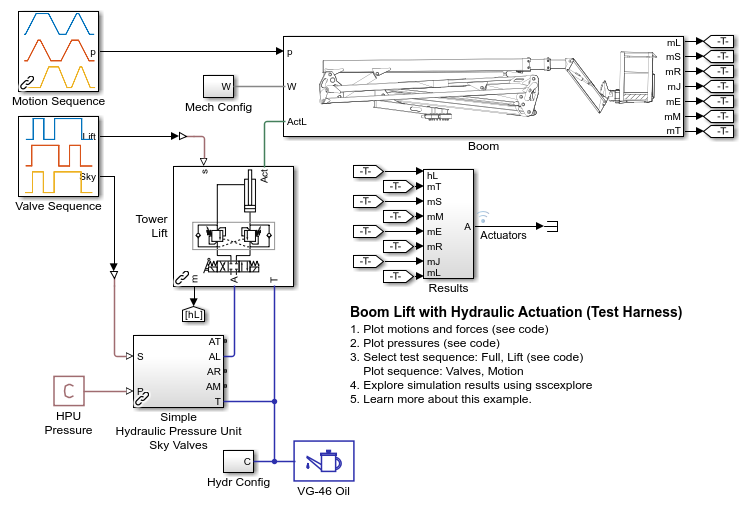 p
Motion Sequence
Lift
Sky
Valve Sequence
W
Mech Config
p
W
ActL
mL
mS
mR
mJ
mE
mM
mT
-T-
-T-
-T-
-T-
-T-
-T-
-T-
Boom
s
Act
Tower
Lift
m
A
T
[hL]
-T-
-T-
-T-
-T-
-T-
-T-
-T-
-T-
hL
mT
mS
mM
mE
mR
mJ
mL
A
Actuators
Results
Boom Lift with Hydraulic Actuation (Test Harness)
1. Plot motions and forces (see code)
2. Plot pressures (see code)
3. Select test sequence: Full, Lift (see code)
Plot sequence: Valves, Motion
4. Explore simulation results using sscexplore
5. Learn more about this example.
S
P
AT
AL
AR
AM
T
Simple
Hydraulic Pressure Unit
Sky Valves
C
HPU
Pressure
C
Hydr Config
VG-46 Oil